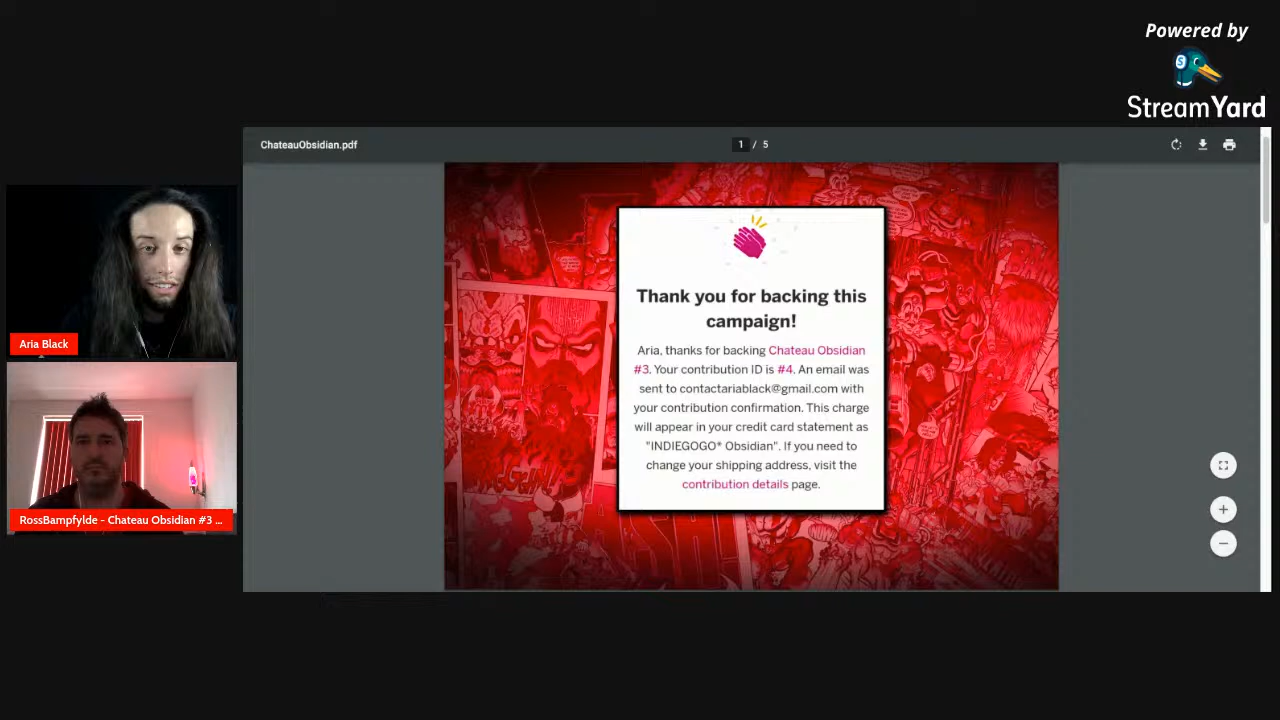 Powered by
StreamYard
ChateauObsidian.pdf
1 / 5
Thank you for backing this
campaign!
Aria, thanks for backing Chateau Obsidian
#3. Your contribution ID is #4. An email was
sent to contactariablack@gmail.com with
your contribution confirmation. This charge
will appear in your credit card statement as
"INDIEGOGO* Obsidian". If you need to
change your shipping address, visit the
contribution details page.
Aria Black
RossBampfylde - Chateau Obsidian #3 ...